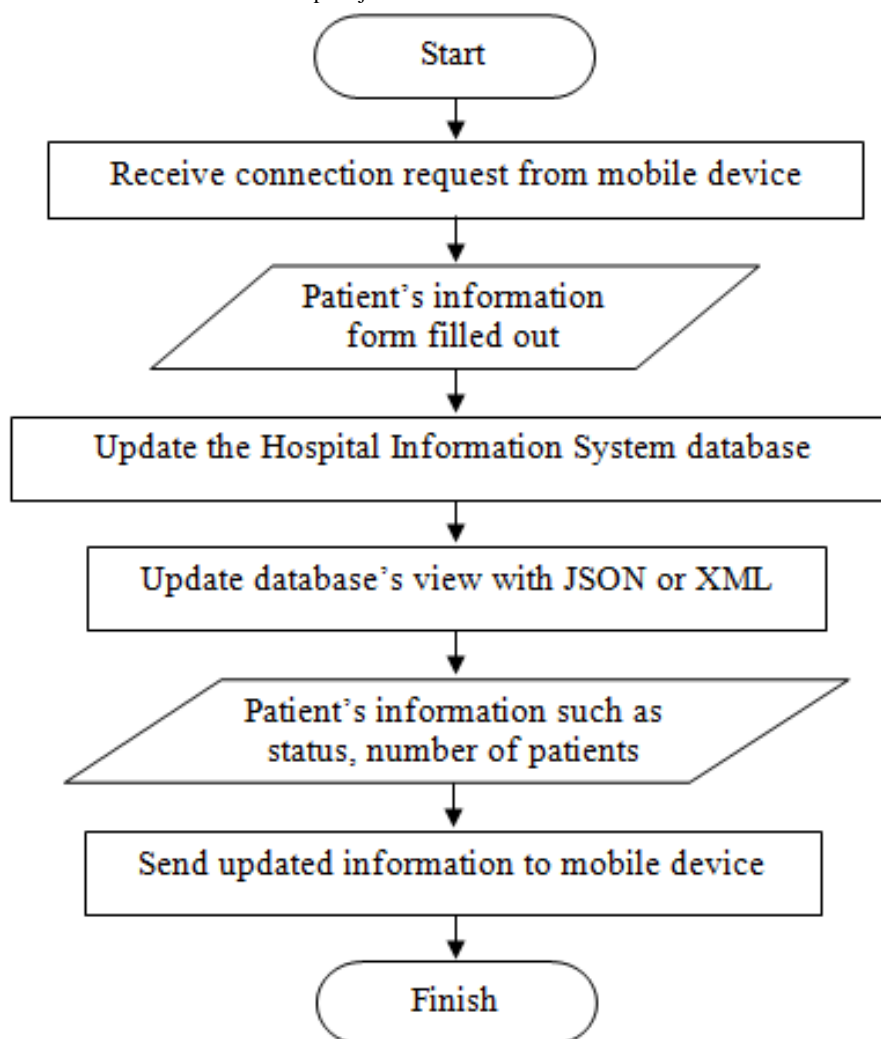 Start
Receive connection request from mobile device
Patient’s information
form filled out
Update the Hospital Information System database
Update database’s view with JSON or XML
Patient’s information such as
status, number of patients
Send updated information to mobile device
Finish